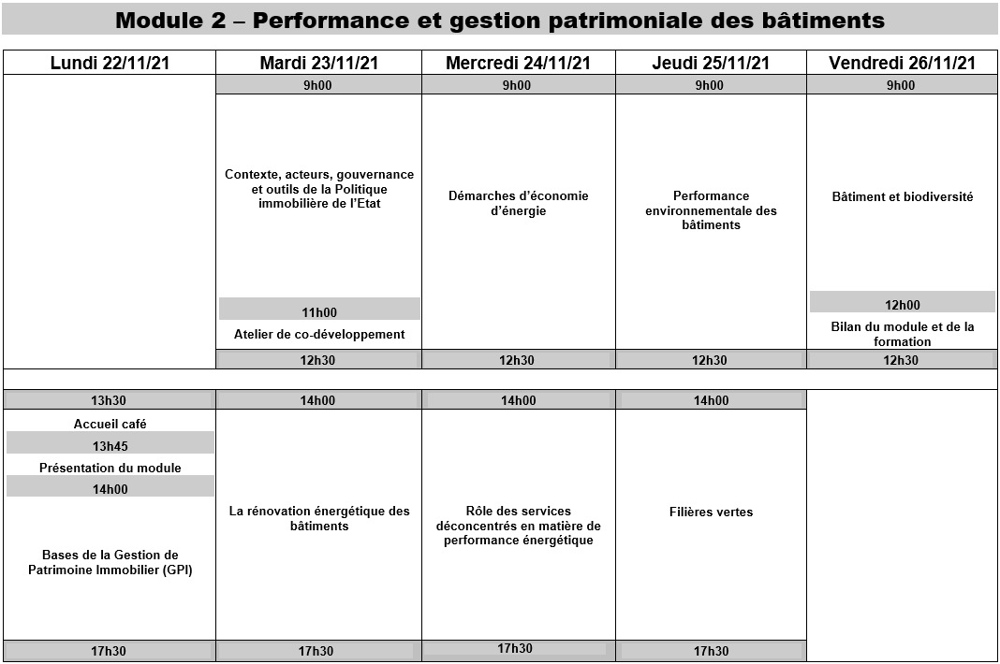 Module 2 – Performance et gestion patrimoniale des bâtiments
Lundi 22/11/21
Mardi 23/11/21
Mercredi 24/11/21
Jeudi 25/11/21
Vendredi 26/11/21
9h00
9h00
9h00
9h00
Contexte, acteurs, gouvernance
et outils de la Politique
immobilière de l’Etat
Démarches d’économie
d’énergie
Performance
environnementale des
bâtiments
Bâtiment et biodiversité
11h00
Atelier de co-développement
12h00
Bilan du module et de la
formation
12h30
12h30
12h30
12h30
13h30
14h00
14h00
14h00
Accueil café
13h45
Présentation du module
14h00
Bases de la Gestion de
Patrimoine Immobilier (GPI)
La rénovation énergétique des
bâtiments
Rôle des services
déconcentrés en matière de
performance énergétique
Filières vertes
17h30
17h30
17h30
17h30